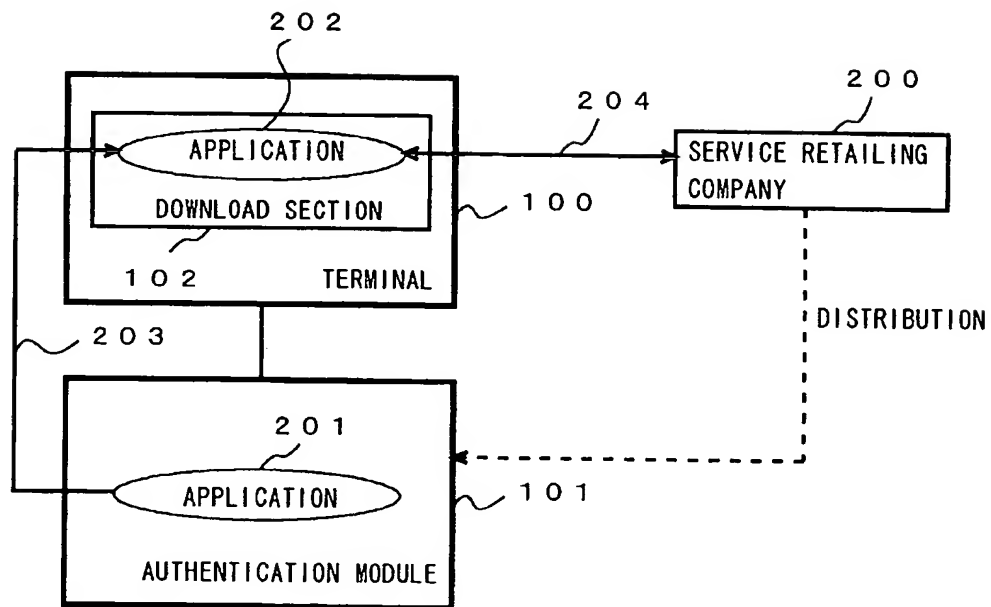 202
200
204
APPLICATION
SERVICE RETAILING
COMPANY
DOWNLOAD SECTION
100
102
TERMINAL
203
DISTRIBUTION
201
APPLICATION
101
AUTHENTICATION MODULE